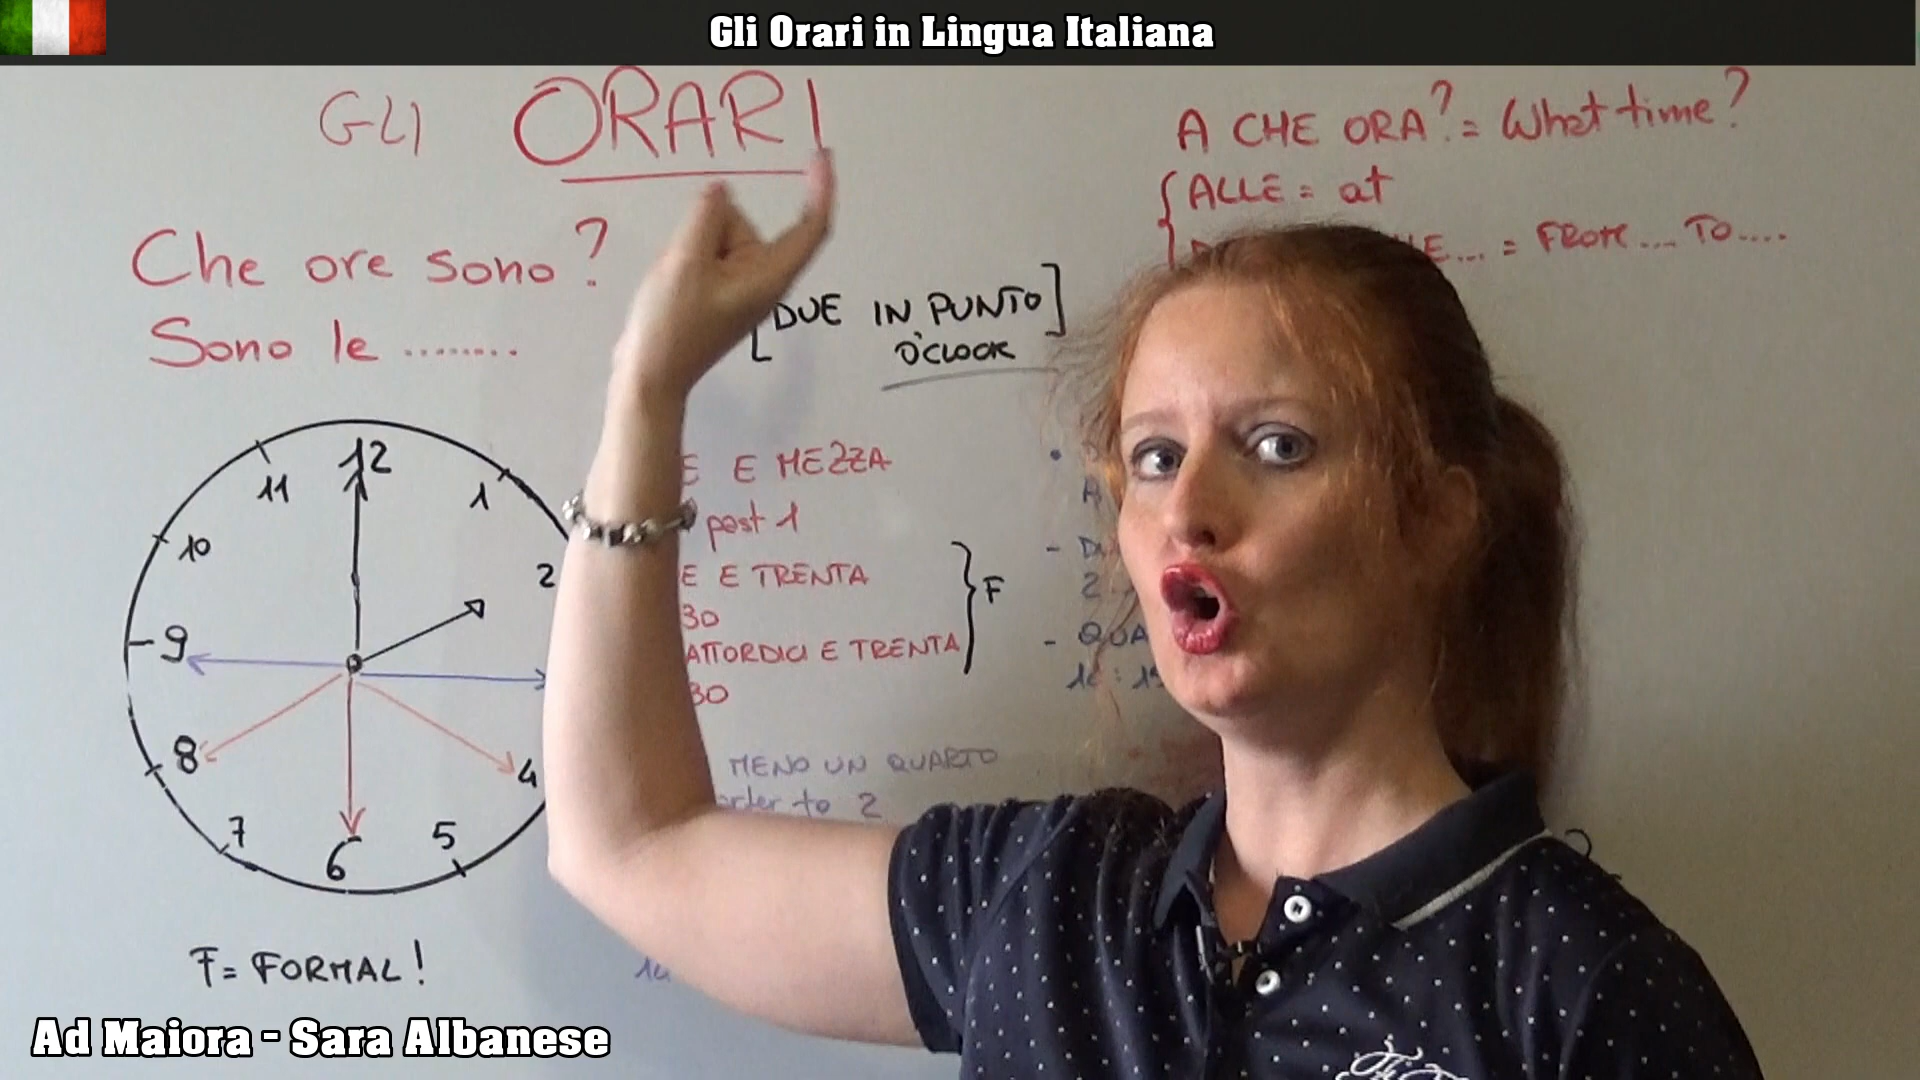 Gli Orari in Lingua Italiana
GLI ORARI
A CHE ORA? = What time?
ALLE = at
= FROM ... TO ....
Che ore sono?
Sono le ........
[DUE IN PUNTO]
O'CLOCK
12
11
1
10
2
9
8
4
7
5
6
E MEZZA
past 1
E TRENTA
30
E TRENTA
30
F
2
MENO UN QUARTO
to 2
F = FORMAL!
Ad Maiora - Sara Albanese